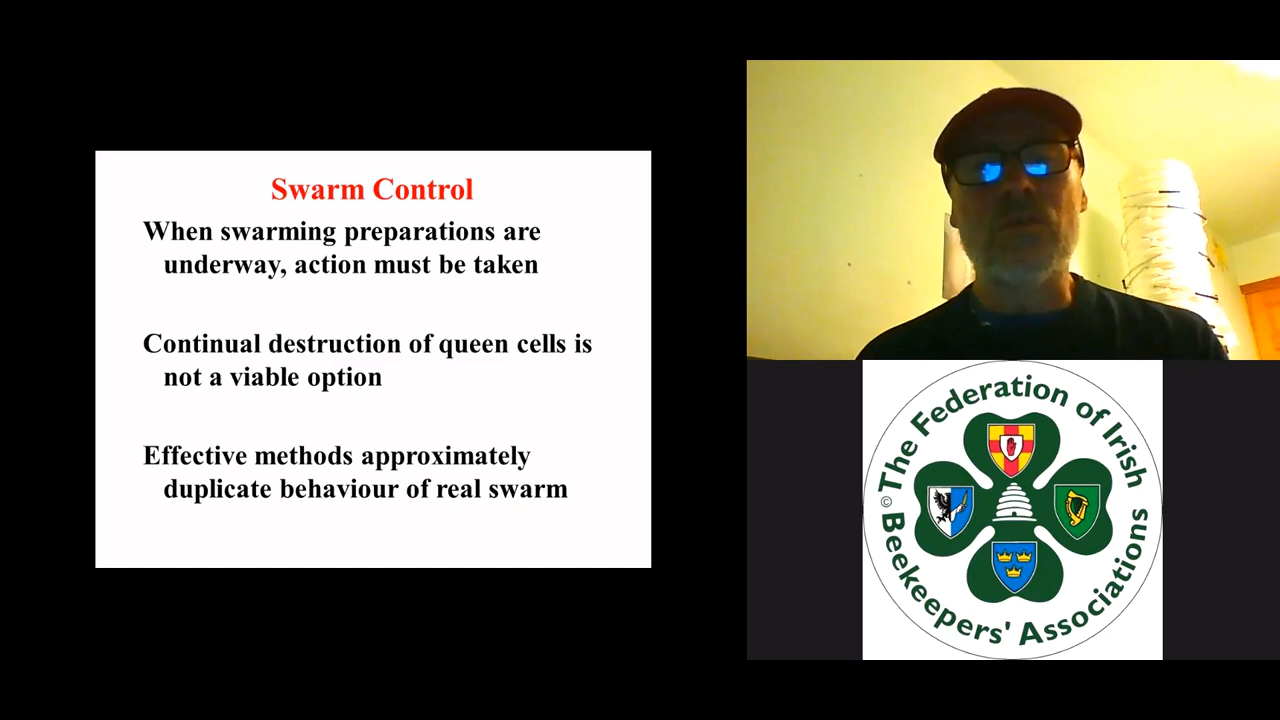 Swarm Control
When swarming preparations are
underway, action must be taken
Continual destruction of queen cells is
not a viable option
Effective methods approximately
duplicate behaviour of real swarm
The Federation of Irish
© Beekeepers' Associations